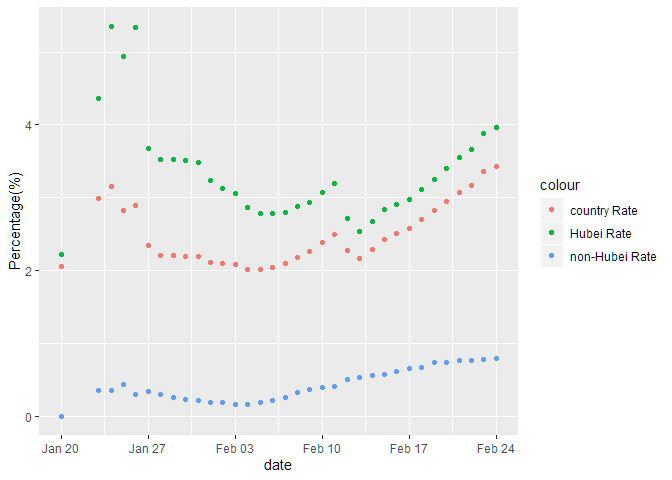 Percentage(%)
4
2
0
Jan 20
Jan 27
Feb 03
Feb 10
Feb 17
Feb 24
date
colour
country Rate
Hubei Rate
non-Hubei Rate